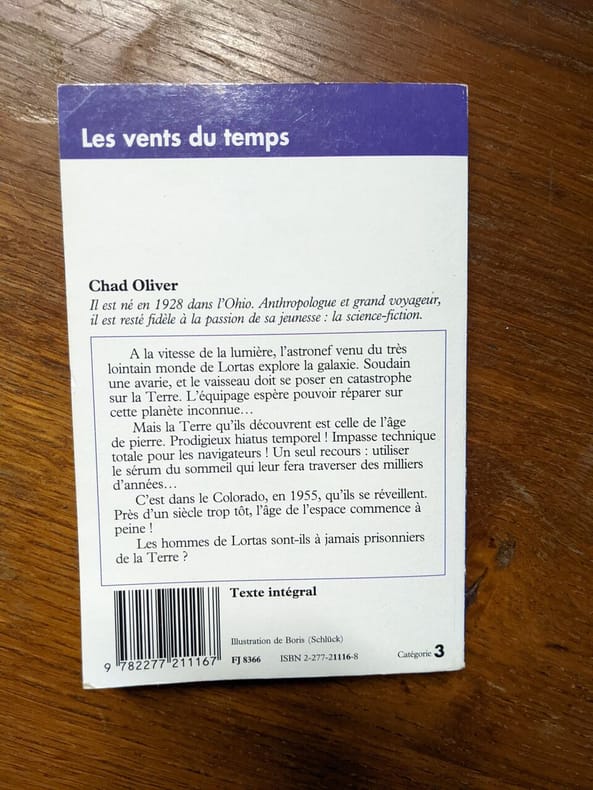 Les vents du temps
Chad Oliver
Il est né en 1928 dans l'Ohio. Anthropologue et grand voyageur,
il est resté fidèle à la passion de sa jeunesse : la science-fiction.
A la vitesse de la lumière, l'astronef venu du très
lointain monde de Lortas explore la galaxie. Soudain
une avarie, et le vaisseau doit se poser en catastrophe
sur la Terre. L'équipage espère pouvoir réparer sur
cette planète inconnue...
Mais la Terre qu'ils découvrent est celle de l'âge
de pierre. Prodigieux hiatus temporel ! Impasse technique
totale pour les navigateurs ! Un seul recours : utiliser
le sérum du sommeil qui leur fera traverser des milliers
d'années...
C'est dans le Colorado, en 1955, qu'ils se réveillent.
Près d'un siècle trop tôt, l'âge de l'espace commence à
peine !
Les hommes de Lortas sont-ils à jamais prisonniers
de la Terre ?
Texte intégral
Illustration de Boris (Schlück)
9 782277 211167
FJ 8366 ISBN 2-277-21116-8 Catégorie 3